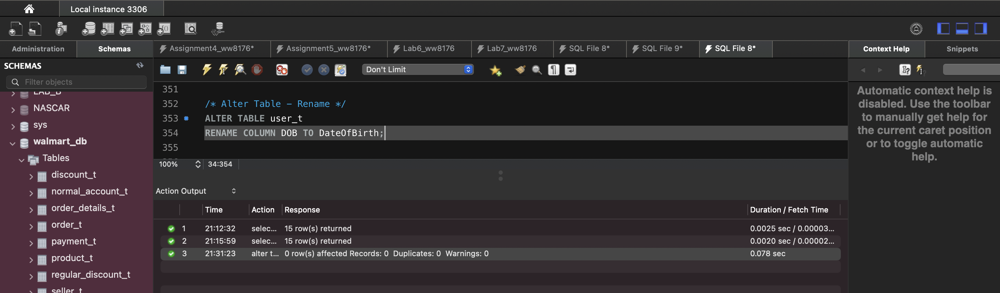 Local instance 3306
Administration
Schemas
Assignment4_ww8176*
Assignment5_ww8176*
Lab6_ww8176
Lab7_ww8176
SQL File 8*
SQL File 9*
SQL File 8*
Context Help
Snippets
SCHEMAS
Filter objects
Don't Limit
LAB_B
NASCAR
sys
walmart_db
Tables
discount_t
normal_account_t
order_details_t
order_t
payment_t
product_t
regular_discount_t
seller_t
351
352 /* Alter Table - Rename */
353 ALTER TABLE user_t
354 RENAME COLUMN DOB TO DateOfBirth;
355
100% 34:354
Action Output
Time Action Response Duration / Fetch Time
1 21:12:32 selec... 15 row(s) returned 0.0025 sec / 0.00003...
2 21:15:59 selec... 15 row(s) returned 0.0020 sec / 0.00002...
3 21:31:23 alter t... 0 row(s) affected Records: 0 Duplicates: 0 Warnings: 0 0.078 sec
Automatic context help is
disabled. Use the toolbar
to manually get help for
the current caret position
or to toggle automatic
help.